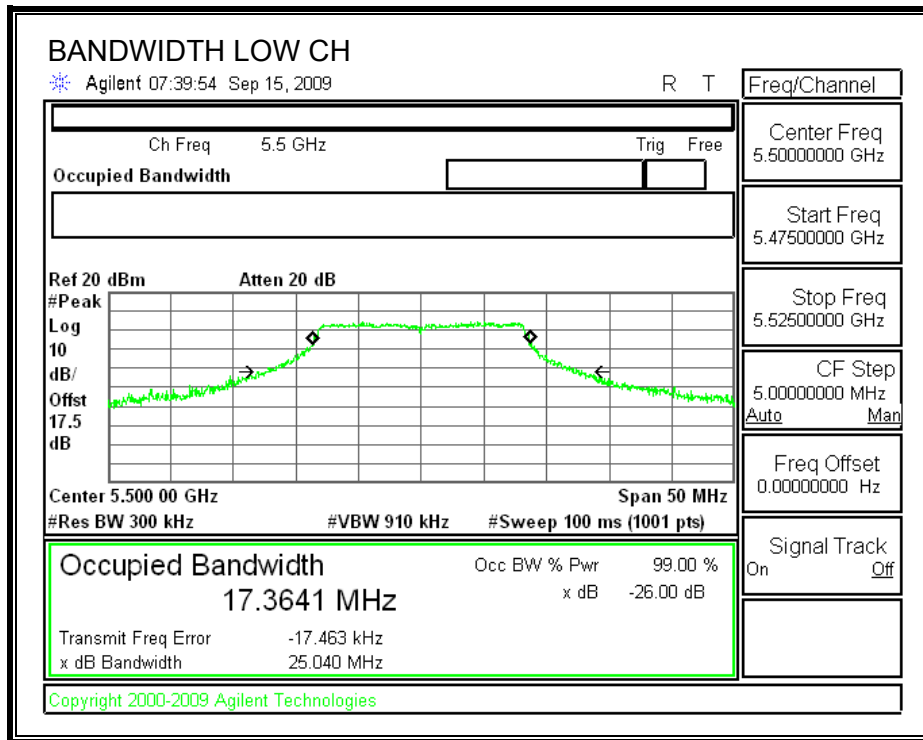 BANDWIDTH LOW CH
Agilent 07:39:54 Sep 15, 2009 R T
Freq/Channel
Ch Freq 5.5 GHz Trig Free
Occupied Bandwidth
Center Freq
5.50000000 GHz
Start Freq
5.47500000 GHz
Stop Freq
5.52500000 GHz
CF Step
5.00000000 MHz
Auto Man
Freq Offset
0.00000000 Hz
Signal Track
On Off
Ref 20 dBm Atten 20 dB
#Peak
Log
10
dB/
Offst
17.5
dB
Center 5.500 00 GHz Span 50 MHz
#Res BW 300 kHz #VBW 910 kHz #Sweep 100 ms (1001 pts)
Occupied Bandwidth Occ BW % Pwr 99.00 %
17.3641 MHz x dB -26.00 dB
Transmit Freq Error -17.463 kHz
x dB Bandwidth 25.040 MHz
Copyright 2000-2009 Agilent Technologies